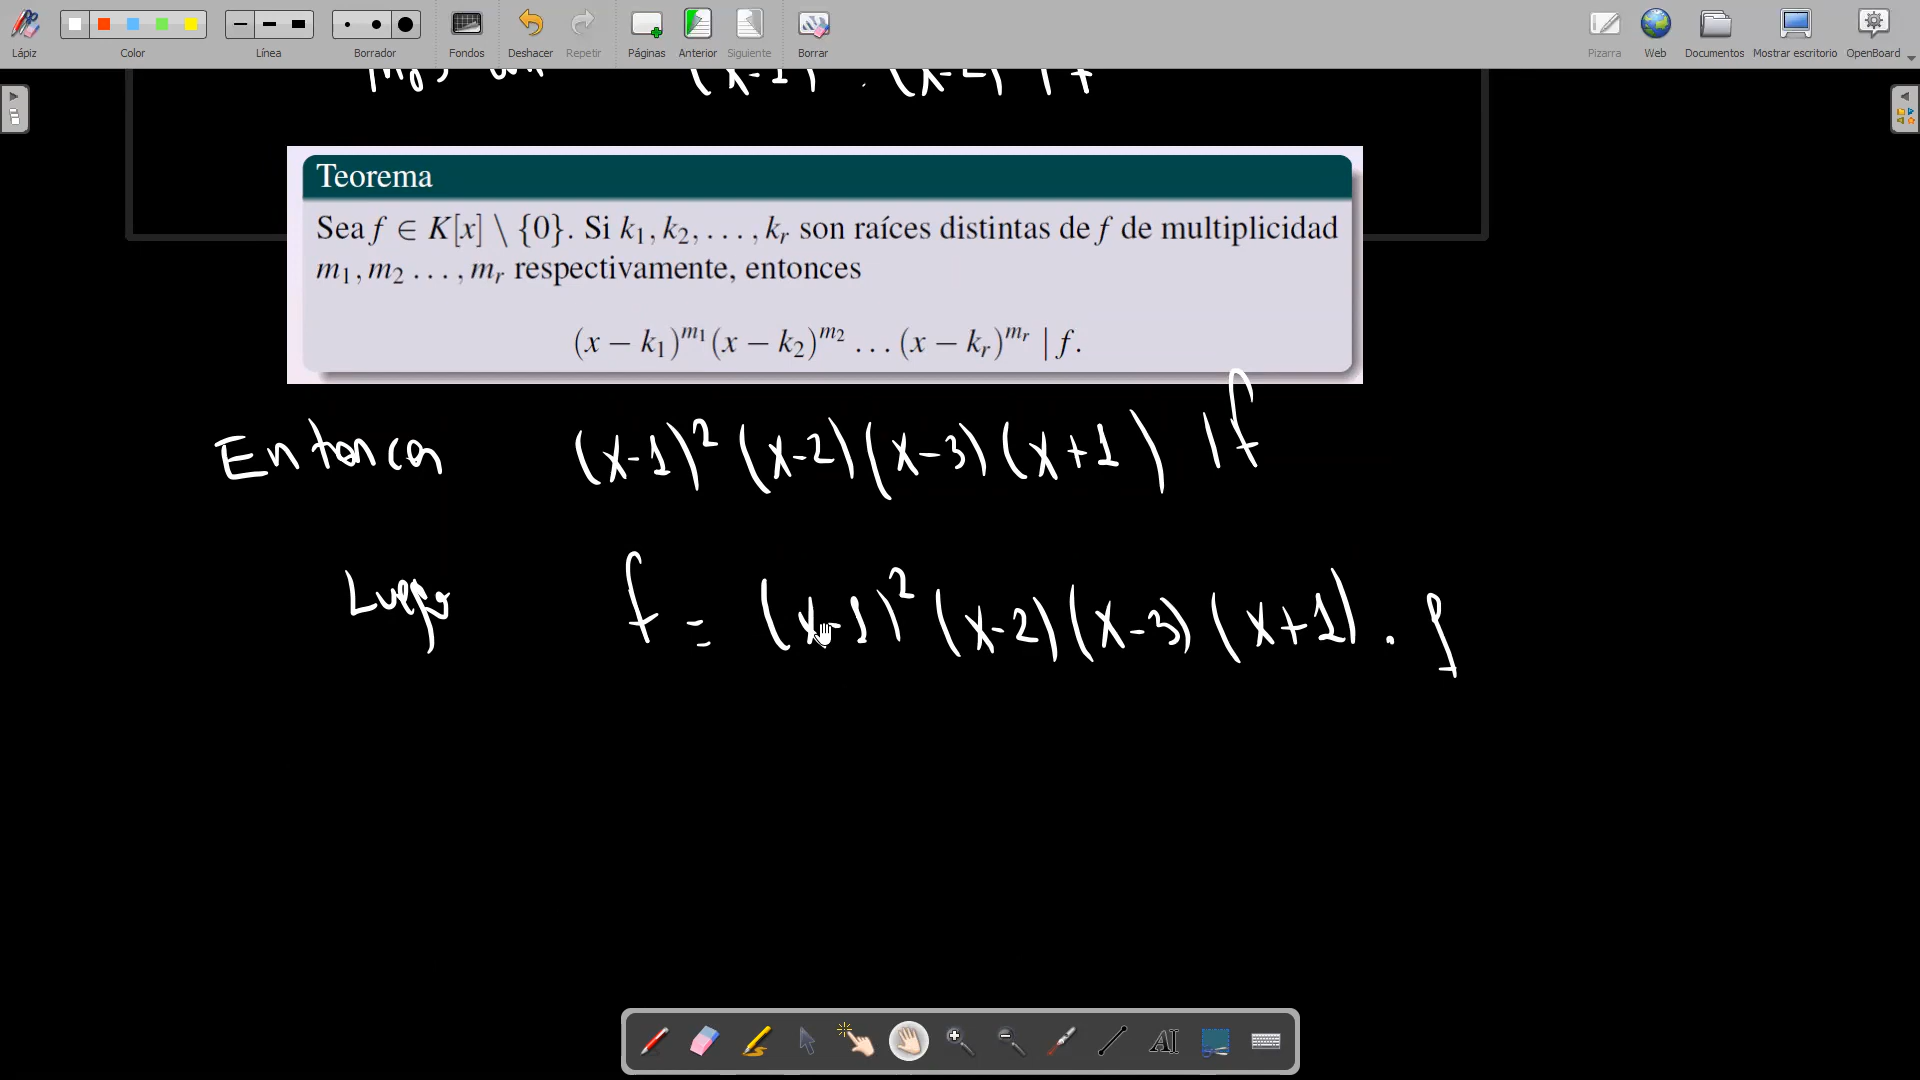 Lápiz Color Línea Borrador Fondos Deshacer Repetir Páginas Anterior Siguiente Borrar Pizarra Web Documentos Mostrar escritorio OpenBoard
Teorema
Sea f ∈ K[x] \ {0}. Si k₁, k₂, . . . , kᵣ son raíces distintas de f de multiplicidad
m₁, m₂ . . . , mᵣ respectivamente, entonces
(x − k₁)^{m₁}(x − k₂)^{m₂} . . . (x − kᵣ)^{mᵣ} | f.
Entonces (x-1)² (x-2)(x-3)(x+1) | f
Luego f = (x-1)² (x-2)(x-3)(x+1) .
AI